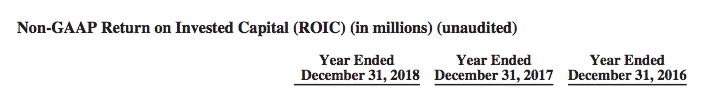 Non-GAAP Return on Invested Capital (ROIC) (in millions) (unaudited)
Year Ended Year Ended Year Ended
December 31, 2018 December 31, 2017 December 31, 2016